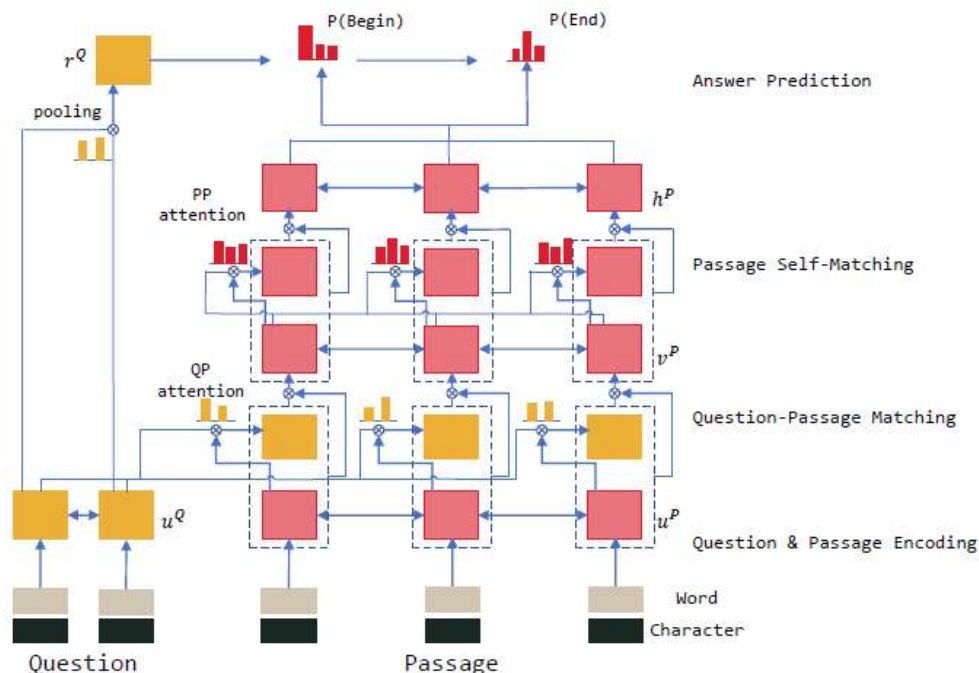 P(Begin)
P(End)
r^Q
Answer Prediction
pooling
PP
attention
h^P
Passage Self-Matching
v^P
QP
attention
Question-Passage Matching
u^Q
u^P
Question & Passage Encoding
Word
Character
Question
Passage